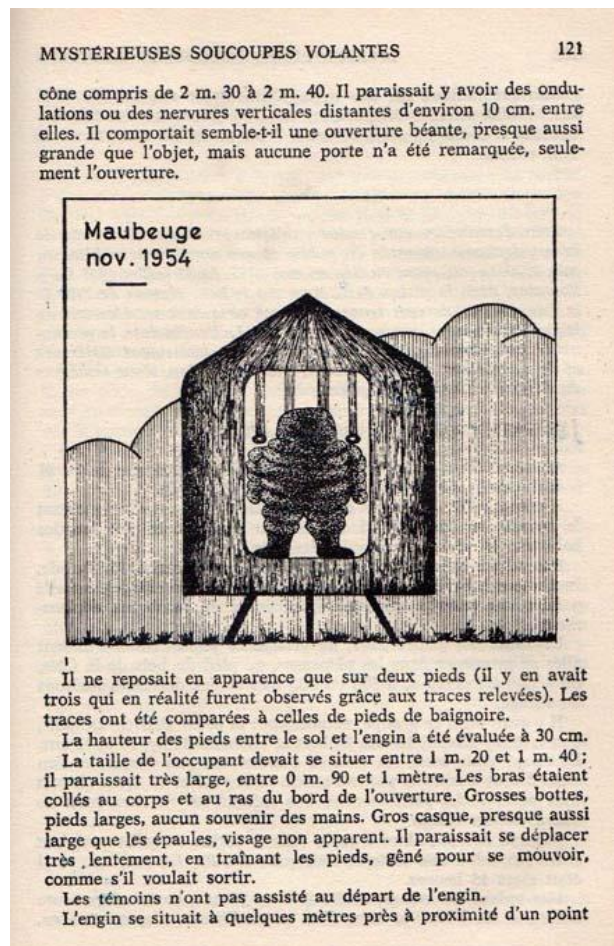 MYSTÉRIEUSES SOUCOUPES VOLANTES 121
cône compris de 2 m. 30 à 2 m. 40. Il paraissait y avoir des ondu-
lations ou des nervures verticales distantes d'environ 10 cm. entre
elles. Il comportait semble-t-il une ouverture béante, presque aussi
grande que l'objet, mais aucune porte n'a été remarquée, seule-
ment l'ouverture.
Maubeuge
nov. 1954
Il ne reposait en apparence que sur deux pieds (il y en avait
trois qui en réalité furent observés grâce aux traces relevées). Les
traces ont été comparées à celles de pieds de baignoire.
La hauteur des pieds entre le sol et l'engin a été évaluée à 30 cm.
La taille de l'occupant devait se situer entre 1 m. 20 et 1 m. 40 ;
il paraissait très large, entre 0 m. 90 et 1 mètre. Les bras étaient
collés au corps et au ras du bord de l'ouverture. Grosses bottes,
pieds larges, aucun souvenir des mains. Gros casque, presque aussi
large que les épaules, visage non apparent. Il paraissait se déplacer
très lentement, en traînant les pieds, gêné pour se mouvoir,
comme s'il voulait sortir.
Les témoins n'ont pas assisté au départ de l'engin.
L'engin se situait à quelques mètres près à proximité d'un point